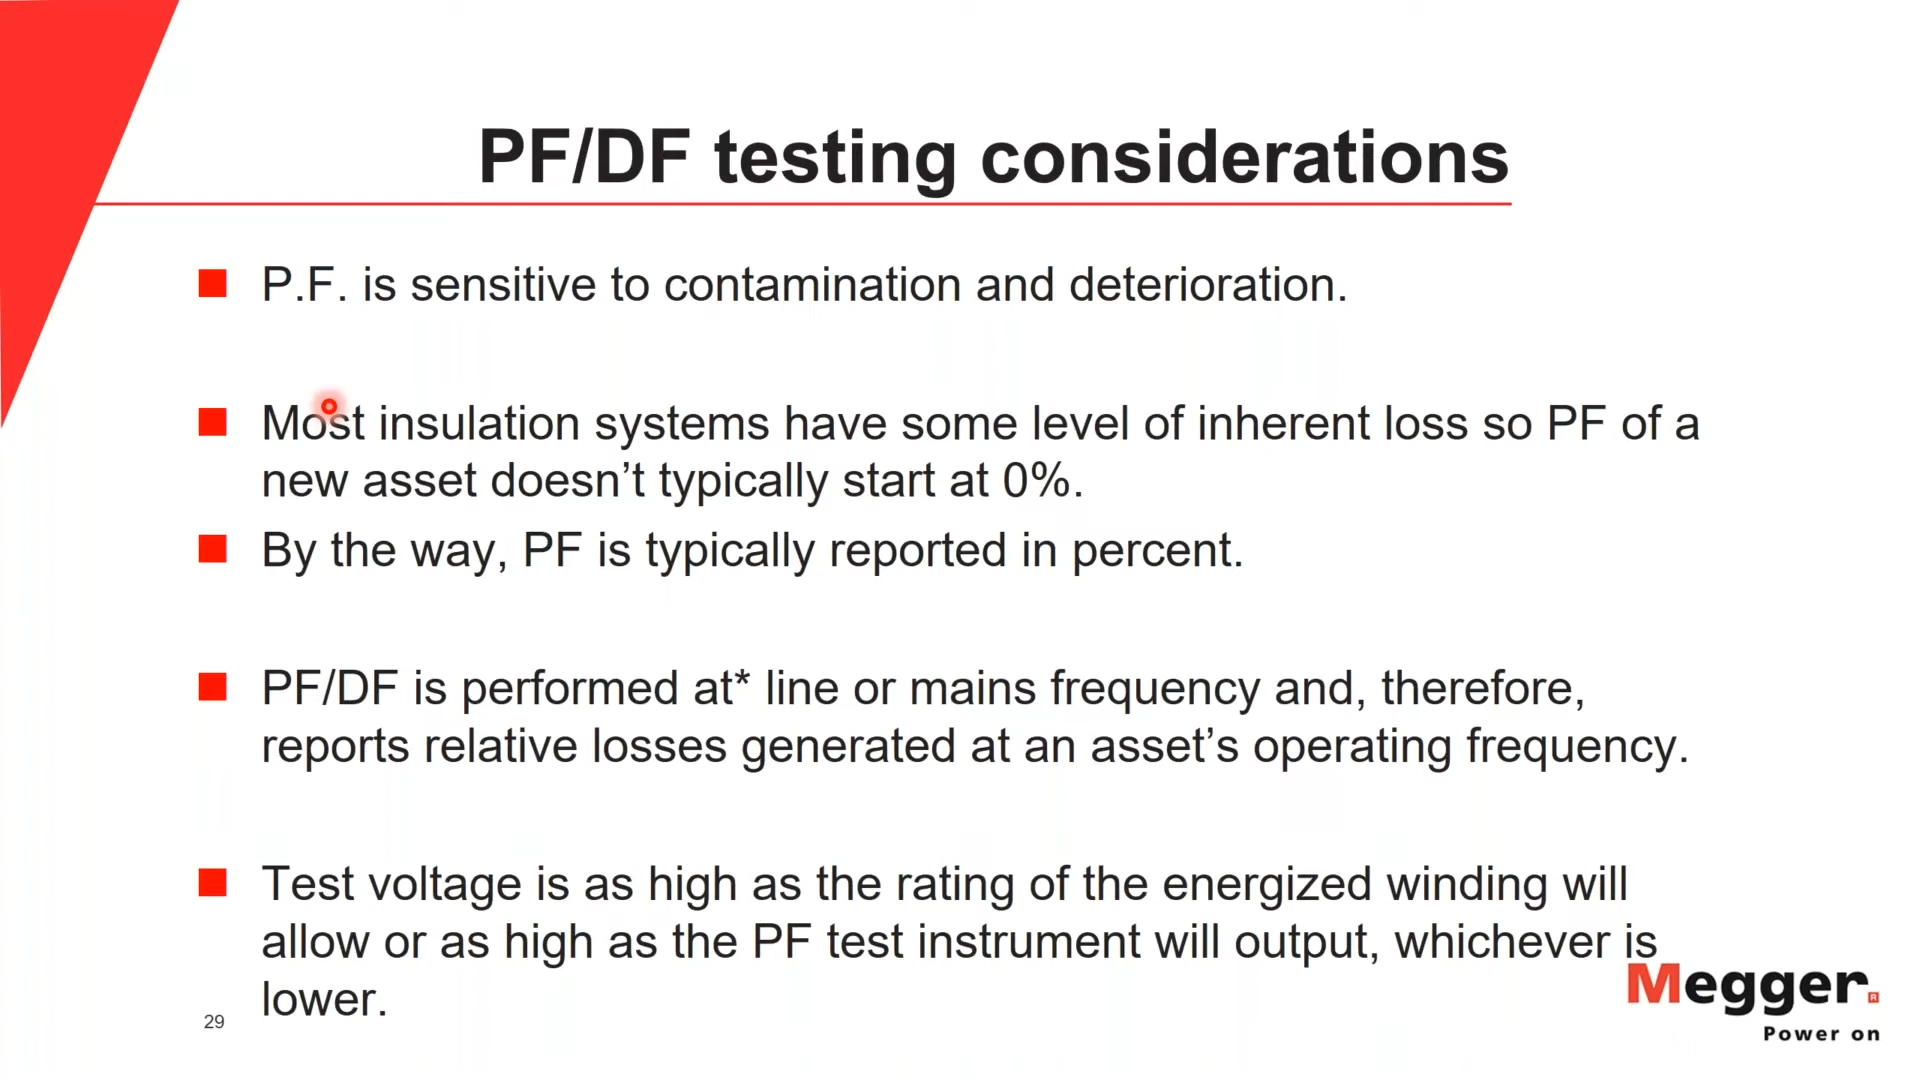 PF/DF testing considerations
P.F. is sensitive to contamination and deterioration.
Most insulation systems have some level of inherent loss so PF of a
new asset doesn’t typically start at 0%.
By the way, PF is typically reported in percent.
PF/DF is performed at* line or mains frequency and, therefore,
reports relative losses generated at an asset’s operating frequency.
Test voltage is as high as the rating of the energized winding will
allow or as high as the PF test instrument will output, whichever is
lower.
29
Megger®
Power on